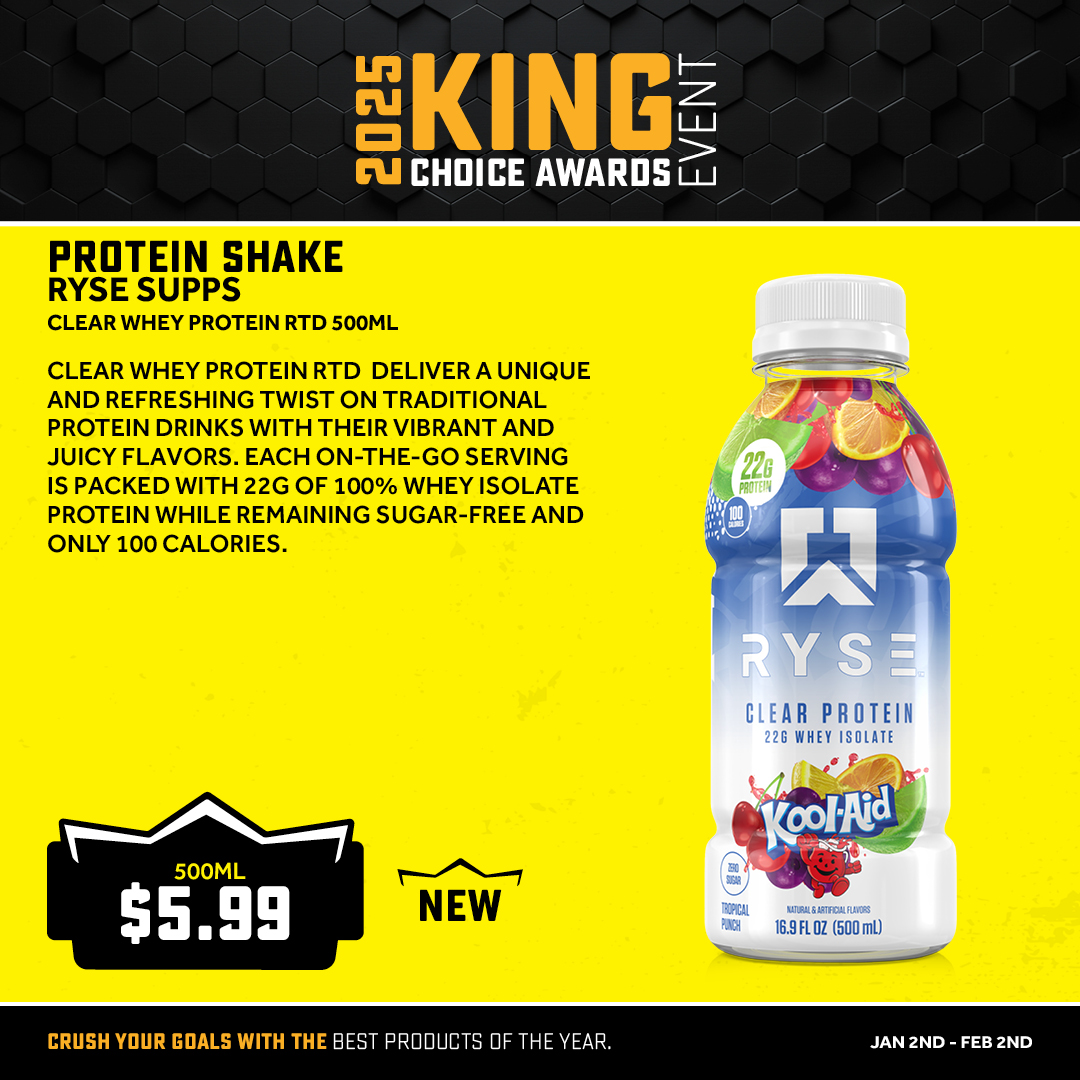 2025
KING
CHOICE AWARDS
EVENT
PROTEIN SHAKE
RYSE SUPPS
CLEAR WHEY PROTEIN RTD 500ML
CLEAR WHEY PROTEIN RTD DELIVER A UNIQUE
AND REFRESHING TWIST ON TRADITIONAL
PROTEIN DRINKS WITH THEIR VIBRANT AND
JUICY FLAVORS. EACH ON-THE-GO SERVING
IS PACKED WITH 22G OF 100% WHEY ISOLATE
PROTEIN WHILE REMAINING SUGAR-FREE AND
ONLY 100 CALORIES.
22G
PROTEIN
100
CALORIES
RYSE
CLEAR PROTEIN
22G WHEY ISOLATE
Kool-Aid
ZERO
SUGAR
TROPICAL
PUNCH
NATURAL & ARTIFICIAL FLAVORS
16.9 FL OZ (500 mL)
500ML
$5.99
NEW
CRUSH YOUR GOALS WITH THE BEST PRODUCTS OF THE YEAR.
JAN 2ND - FEB 2ND